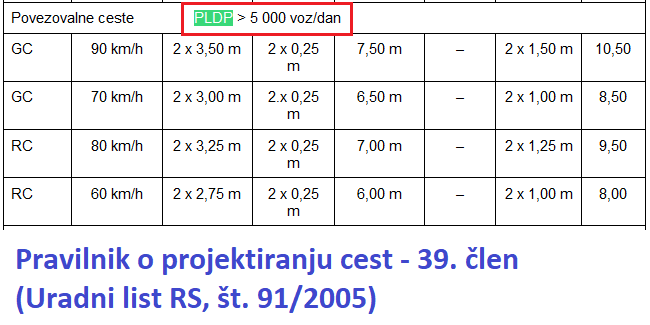 Povezovalne ceste PLDP > 5 000 voz/dan
GC 90 km/h 2 x 3,50 m 2 x 0,25 m 7,50 m – 2 x 1,50 m 10,50
GC 70 km/h 2 x 3,00 m 2.x 0,25 m 6,50 m – 2 x 1,00 m 8,50
RC 80 km/h 2 x 3,25 m 2 x 0,25 m 7,00 m – 2 x 1,25 m 9,50
RC 60 km/h 2 x 2,75 m 2 x 0,25 m 6,00 m – 2 x 1,00 m 8,00
Pravilnik o projektiranju cest - 39. člen
(Uradni list RS, št. 91/2005)